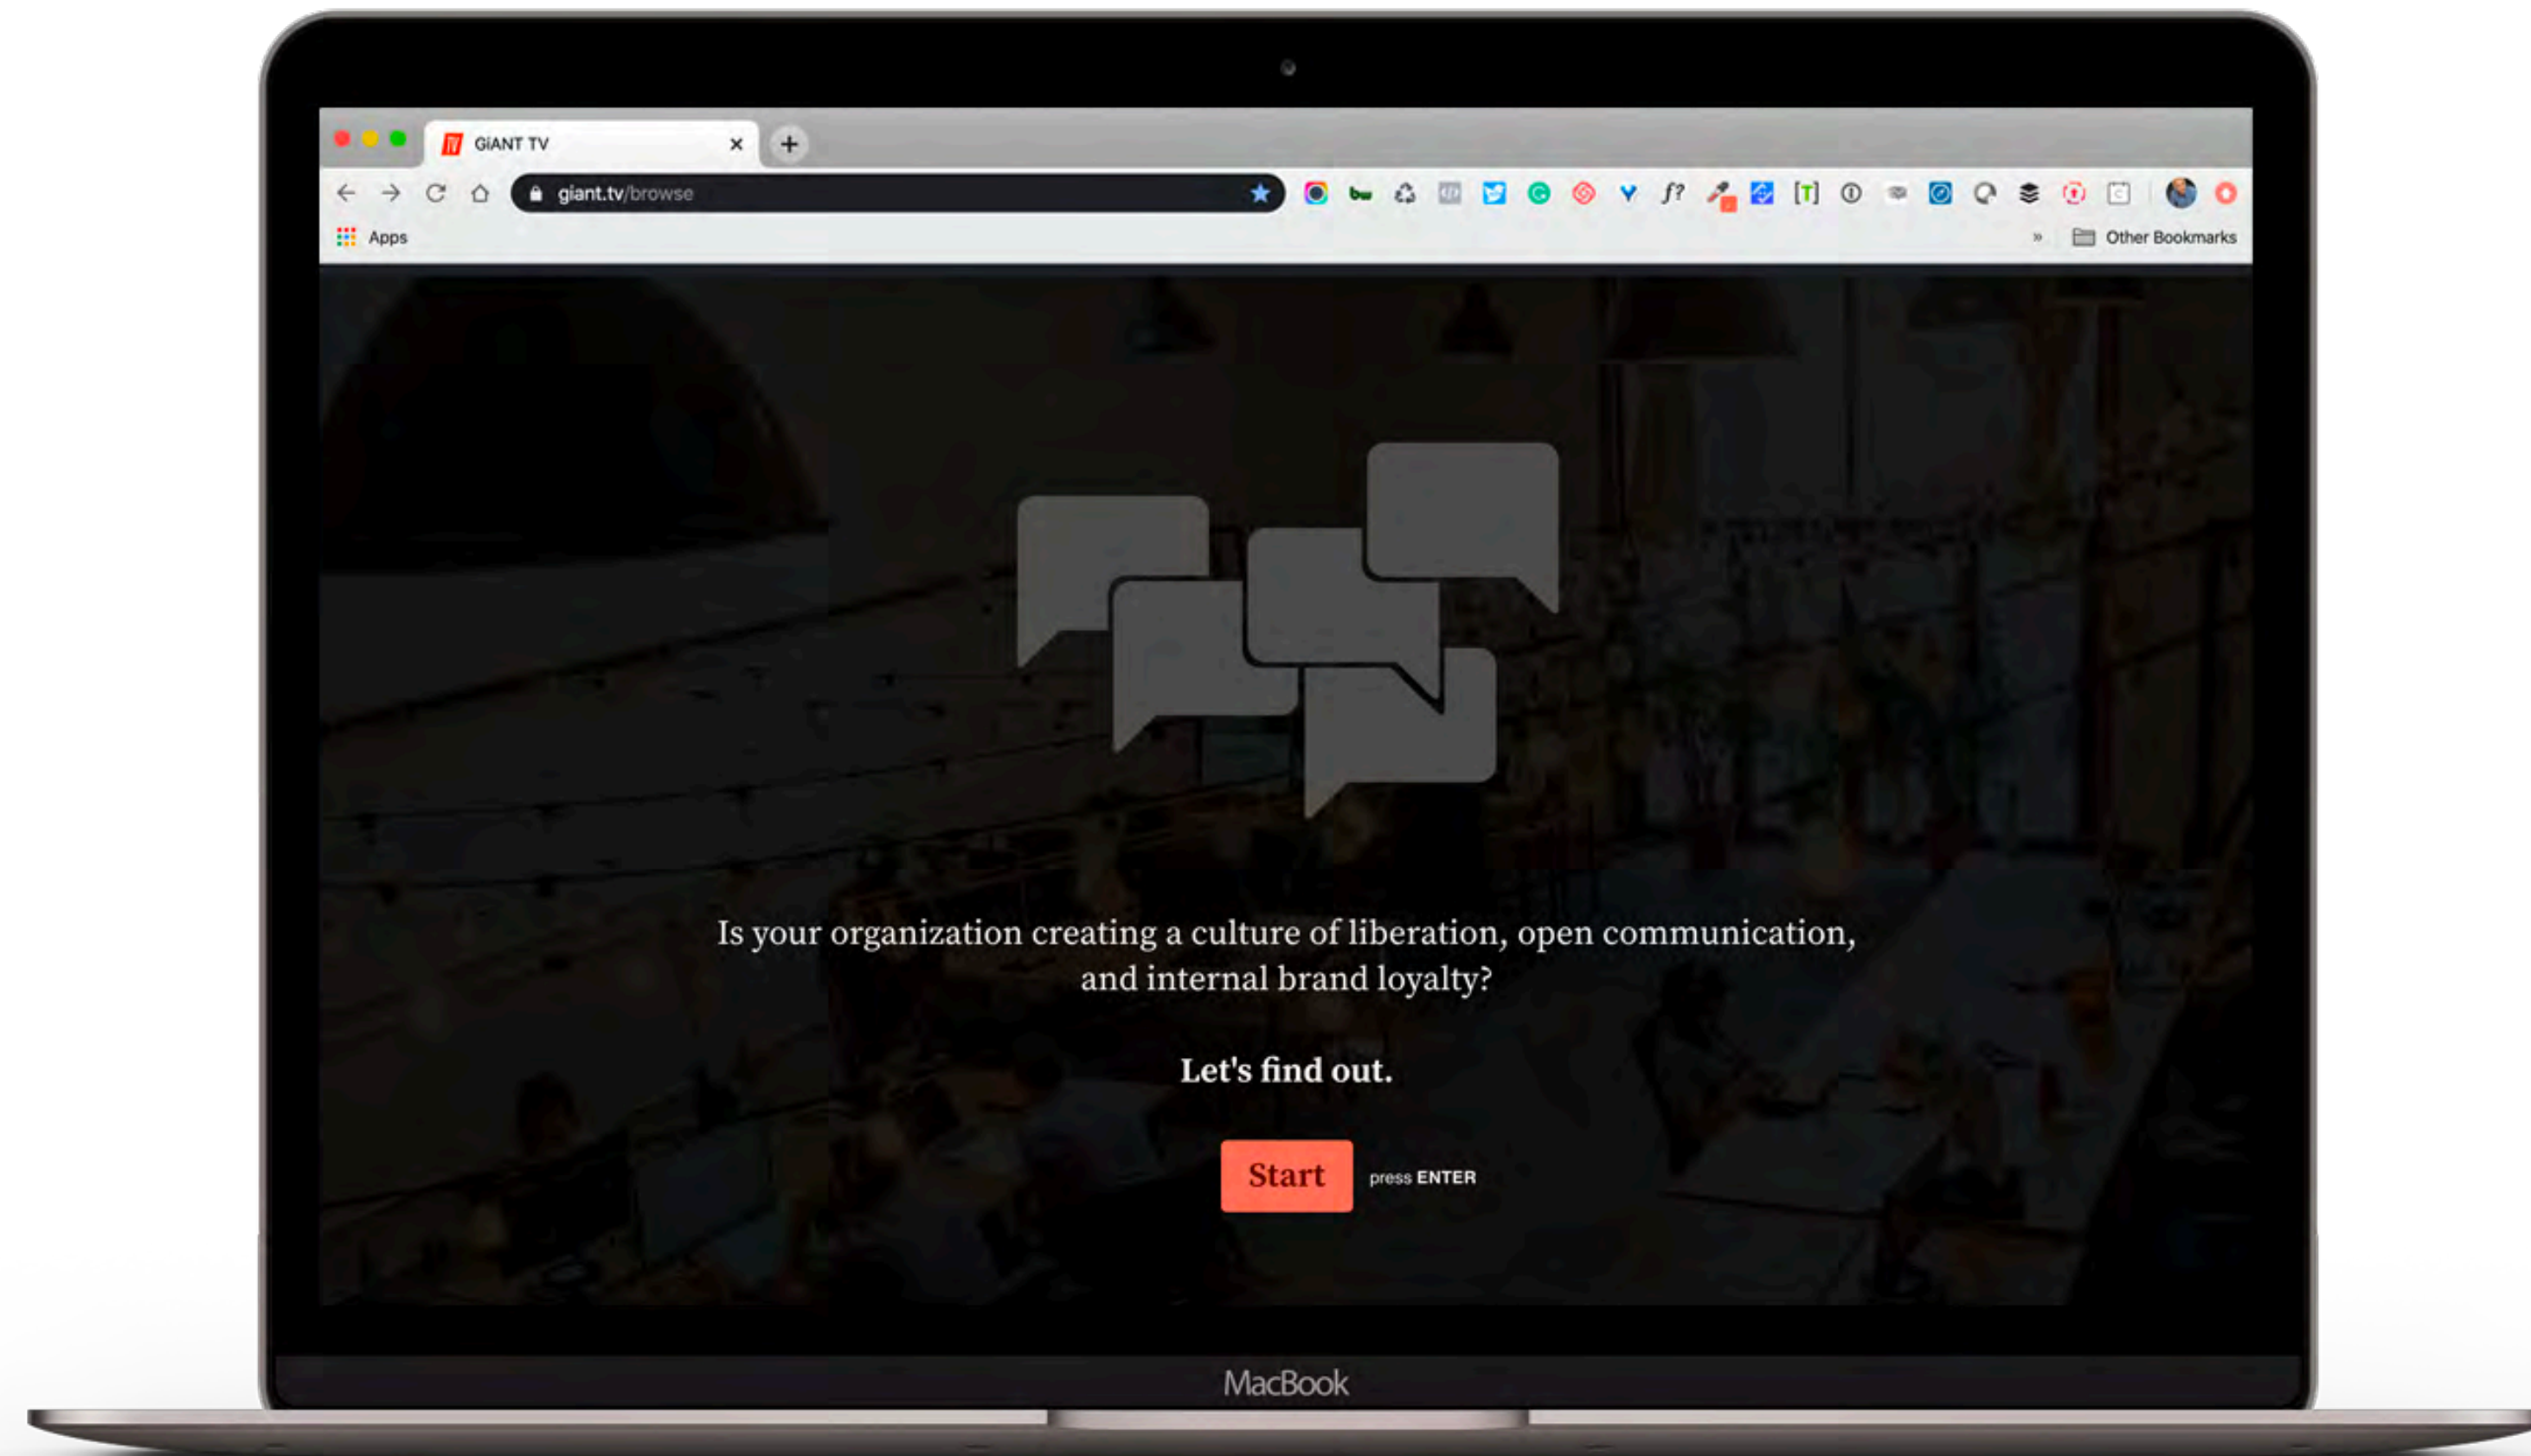 GiANT TV
giant.tv/browse
Apps
» Other Bookmarks
Is your organization creating a culture of liberation, open communication,
and internal brand loyalty?
Let's find out.
Start press ENTER
MacBook